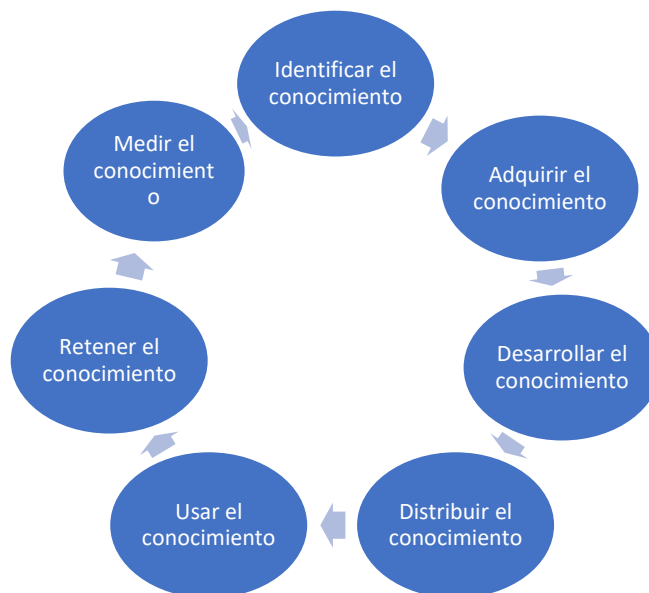 Identificar el
conocimiento
Adquirir el
conocimiento
Desarrollar el
conocimiento
Distribuir el
conocimiento
Usar el
conocimiento
Retener el
conocimiento
Medir el
conocimient
o